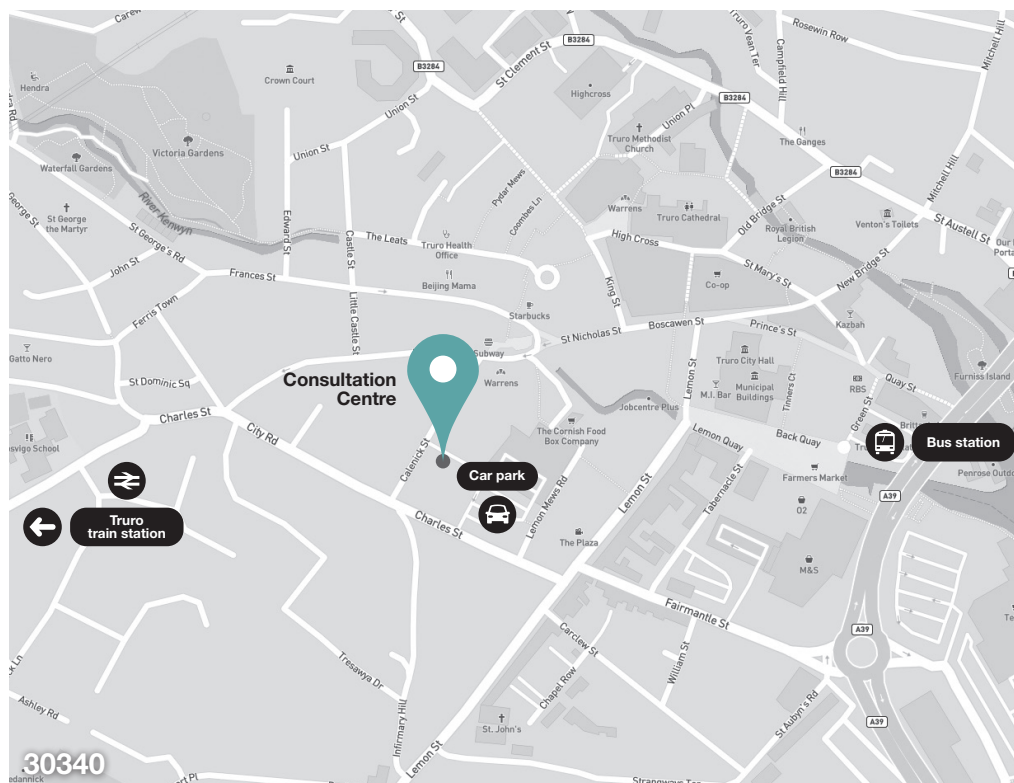 Carew
Hendra
Crown Court
B3284
Union St
St Clement St
B3284
Highcross
Truro Vean Ter
Campfield Hill
Rosewin Row
Mitchell Hill
B3284
Union Pl
Truro Methodist
Church
The Ganges
Victoria Gardens
Waterfall Gardens
Union St
Pydar Mews
Coombes Ln
Warrens
Truro Cathedral
B3284
Mitchell Hill
Old Bridge St
Royal British
Legion
Venton's Toilets
St Austell St
St George
the Martyr
George St
River Kenwyn
St George's Rd
John St
Edward St
Castle St
The Leats
Truro Health
Office
High Cross
St Mary's St
New Bridge St
Frances St
Beijing Mama
Co-op
King St
Ferris Town
Little Castle St
Starbucks
St Nicholas St
Boscawen St
Prince's St
Kazbah
Gatto Nero
St Dominic Sq
Subway
Warrens
Truro City Hall
Municipal
Buildings
M.I. Bar
Tinners Ct
RBS
Quay St
Furniss Island
Consultation
Centre
Charles St
City Rd
Calenick St
The Cornish Food
Box Company
Jobcentre Plus
Lemon St
Lemon Quay
Back Quay
Green St
Bus station
Car park
Farmers Market
A39
Truro
train station
Charles St
Lemon Mews Rd
The Plaza
Lemon St
Tabernacle St
O2
M&S
Fairmantle St
A39
Tresawya Dr
Infirmary Hill
Carclew St
Chapel Row
William St
St Aubyn's Rd
A39
Ashley Rd
St. John's
Lemon St
30340